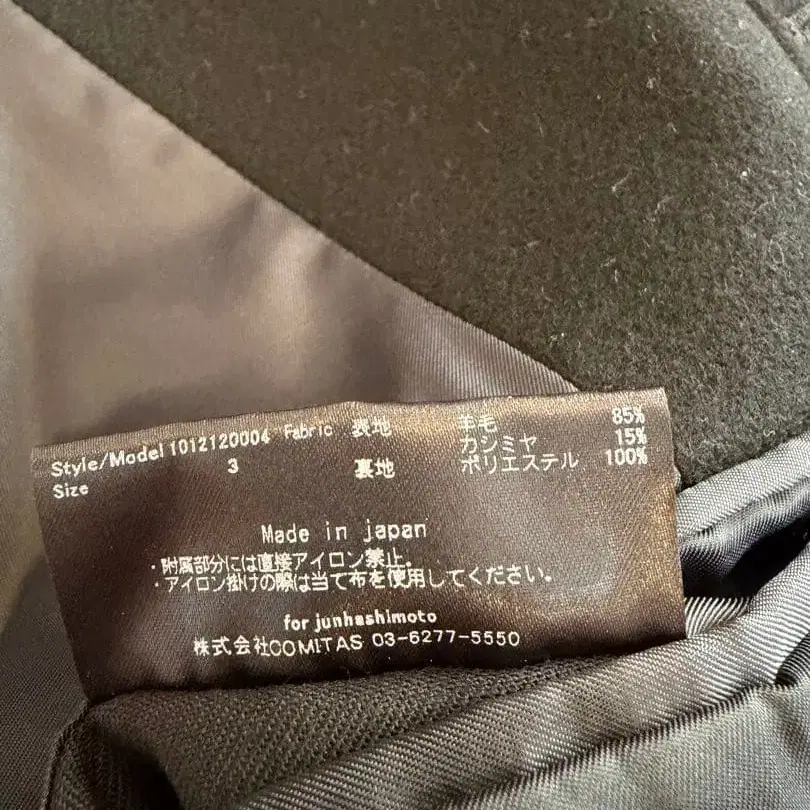 Style/Model 1012120004 Fabric 表地 羊毛 85%
カシミヤ 15%
Size 3 裏地 ポリエステル 100%
Made in japan
・附属部分には直接アイロン禁止.
・アイロン掛けの際は当て布を使用してください.
for junhashimoto
株式会社COMITAS 03-6277-5550